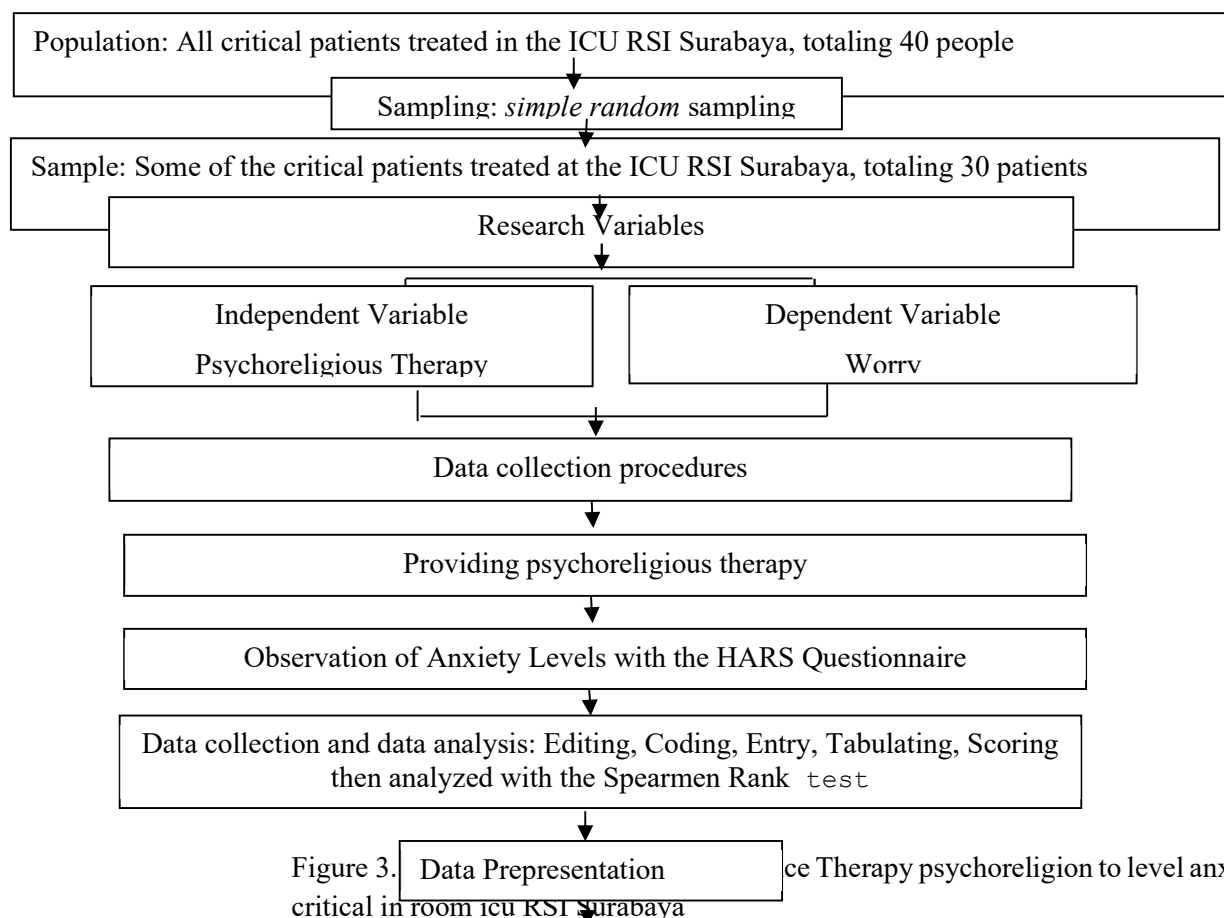 Population: All critical patients treated in the ICU RSI Surabaya, totaling 40 people
Sampling: simple random sampling
Sample: Some of the critical patients treated at the ICU RSI Surabaya, totaling 30 patients
Research Variables
Independent Variable
Psychoreligious Therapy
Dependent Variable
Worry
Data collection procedures
Providing psychoreligious therapy
Observation of Anxiety Levels with the HARS Questionnaire
Data collection and data analysis: Editing, Coding, Entry, Tabulating, Scoring
then analyzed with the Spearmen Rank test
Data Prepresentation
Figure 3. ce Therapy psychoreligion to level anx
critical in room icu RSI Surabaya